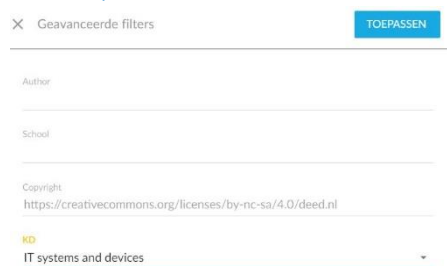 Geavanceerde filters
TOEPASSEN
Author
School
Copyright
https://creativecommons.org/licenses/by-nc-sa/4.0/deed.nl
KD
IT systems and devices